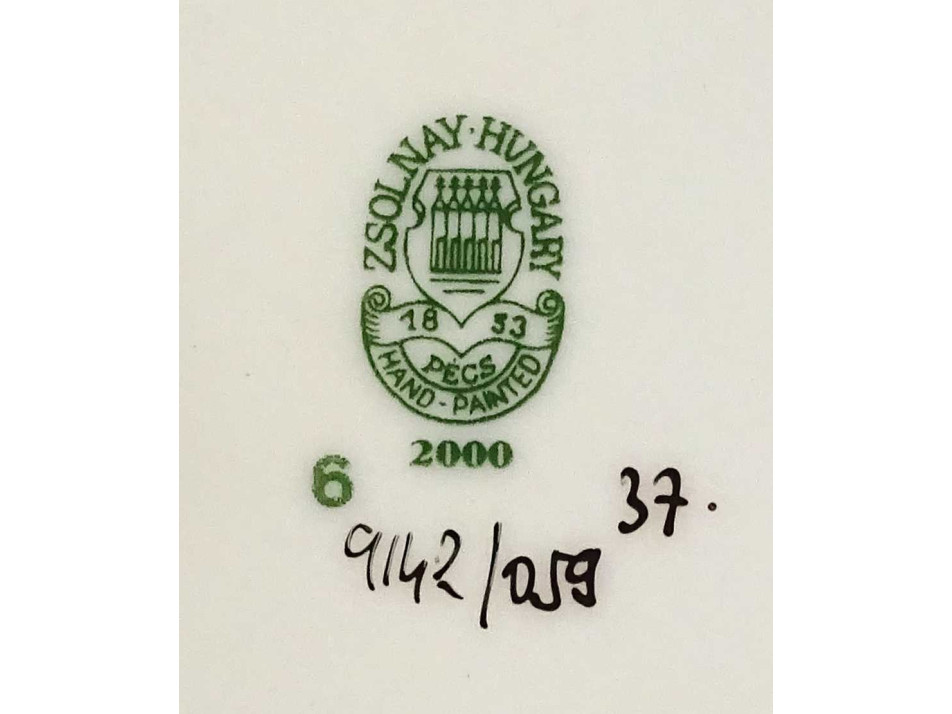 ZSOLNAY · HUNGARY
18 53
PÉCS
HAND - PAINTED
2000
6
37.
9142/059